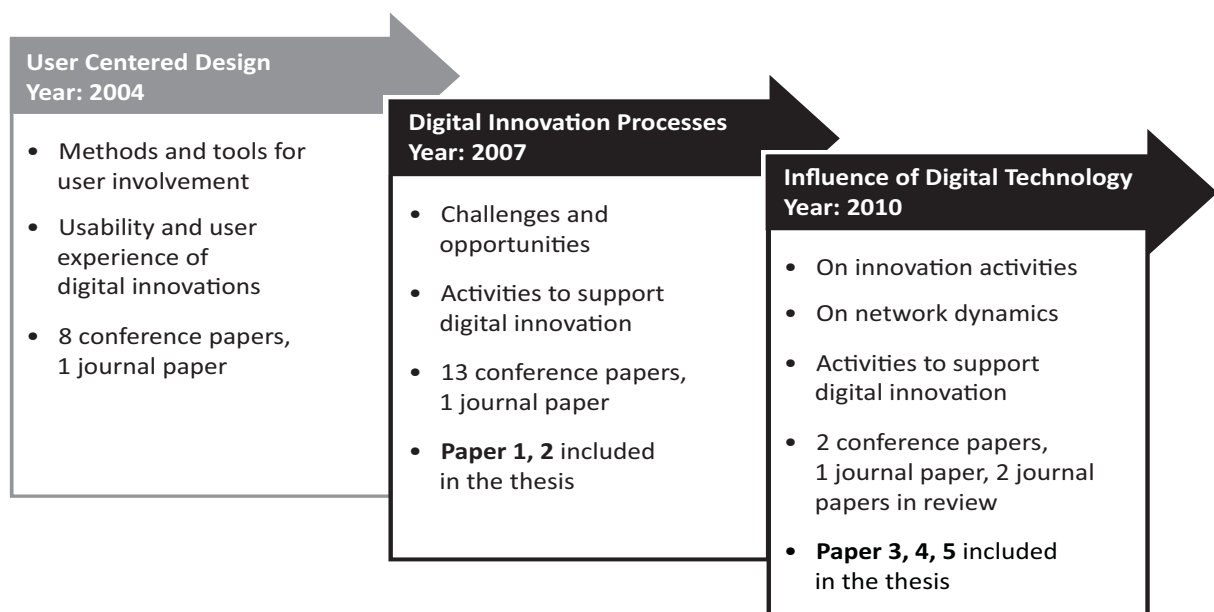 User Centered Design
Year: 2004
• Methods and tools for
user involvement
• Usability and user
experience of
digital innovations
• 8 conference papers,
1 journal paper
Digital Innovation Processes
Year: 2007
• Challenges and
opportunities
• Activities to support
digital innovation
• 13 conference papers,
1 journal paper
• Paper 1, 2 included
in the thesis
Influence of Digital Technology
Year: 2010
• On innovation activities
• On network dynamics
• Activities to support
digital innovation
• 2 conference papers,
1 journal paper, 2 journal
papers in review
• Paper 3, 4, 5 included
in the thesis